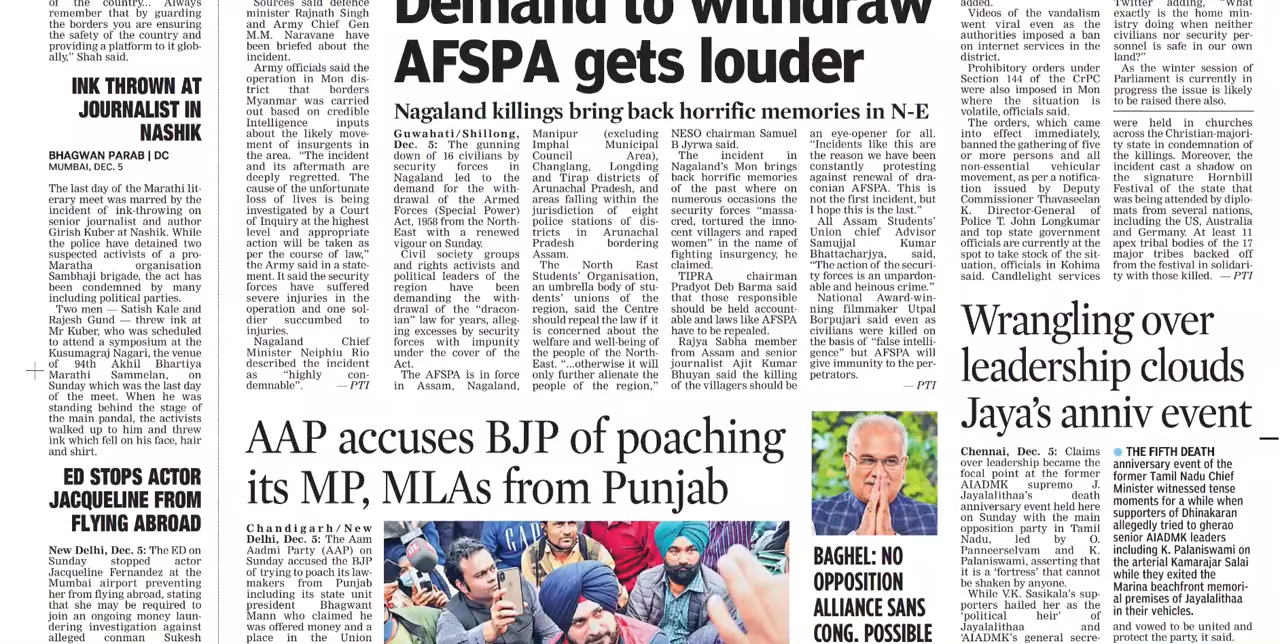 of the country... Always
remember that by guarding
the borders you are ensuring
the safety of the country and
providing a platform to it glob-
ally," Shah said.
INK THROWN AT
JOURNALIST IN
NASHIK
BHAGWAN PARAB | DC
MUMBAI, DEC. 5
The last day of the Marathi lit-
erary meet was marred by the
incident of ink-throwing on
senior journalist and author
Girish Kuber at Nashik. While
the police have detained two
suspected activists of a pro-
Maratha organisation
Sambhaji brigade, the act has
been condemned by many
including political parties.
Two men — Satish Kale and
Rajesh Gund — threw ink at
Mr Kuber, who was scheduled
to attend a symposium at the
Kusumagraj Nagari, the venue
of 94th Akhil Bhartiya
Marathi Sammelan, on
Sunday which was the last day
of the meet. When he was
standing behind the stage of
the main pandal, the activists
walked up to him and threw
ink which fell on his face, hair
and shirt.
ED STOPS ACTOR
JACQUELINE FROM
FLYING ABROAD
New Delhi, Dec. 5: The ED on
Sunday stopped actor
Jacqueline Fernandez at the
Mumbai airport preventing
her from flying abroad, stating
that she may be required to
join an ongoing money laun-
dering investigation against
alleged conman Sukesh
Sources said defence
minister Rajnath Singh
and Army Chief Gen
M.M. Naravane have
been briefed about the
incident.
Army officials said the
operation in Mon dis-
trict that borders
Myanmar was carried
out based on credible
Intelligence inputs
about the likely move-
ment of insurgents in
the area. "The incident
and its aftermath are
deeply regretted. The
cause of the unfortunate
loss of lives is being
investigated by a Court
of Inquiry at the highest
level and appropriate
action will be taken as
per the course of law,"
the Army said in a state-
ment. It said the security
forces have suffered
severe injuries in the
operation and one sol-
dier succumbed to
injuries.
Nagaland Chief
Minister Neiphiu Rio
described the incident
as "highly con-
demnable". — PTI
Demand to withdraw
AFSPA gets louder
Nagaland killings bring back horrific memories in N-E
Guwahati/Shillong,
Dec. 5: The gunning
down of 16 civilians by
security forces in
Nagaland led to the
demand for the with-
drawal of the Armed
Forces (Special Power)
Act, 1958 from the North-
East with a renewed
vigour on Sunday.
Civil society groups
and rights activists and
political leaders of the
region have been
demanding the with-
drawal of the "dracon-
ian" law for years, alleg-
ing excesses by security
forces with impunity
under the cover of the
Act.
The AFSPA is in force
in Assam, Nagaland,
Manipur (excluding
Imphal Municipal
Council Area),
Changlang, Longding
and Tirap districts of
Arunachal Pradesh, and
areas falling within the
jurisdiction of eight
police stations of dis-
tricts in Arunachal
Pradesh bordering
Assam.
The North East
Students' Organisation,
an umbrella body of stu-
dents' unions of the
region, said the Centre
should repeal the law if it
is concerned about the
welfare and well-being of
the people of the North-
East. "...otherwise it will
only further alienate the
people of the region,"
NESO chairman Samuel
B Jyrwa said.
The incident in
Nagaland's Mon brings
back horrific memories
of the past where on
numerous occasions the
security forces "massa-
cred, tortured the inno-
cent villagers and raped
women" in the name of
fighting insurgency, he
claimed.
TIPRA chairman
Pradyot Deb Barma said
that those responsible
should be held account-
able and laws like AFSPA
have to be repealed.
Rajya Sabha member
from Assam and senior
journalist Ajit Kumar
Bhuyan said the killing
of the villagers should be
an eye-opener for all.
"Incidents like this are
the reason we have been
constantly protesting
against renewal of dra-
conian AFSPA. This is
not the first incident, but
I hope this is the last."
All Assam Students'
Union chief Advisor
Samujjal Kumar
Bhattacharjya, said,
"The action of the securi-
ty forces is an unpardon-
able and heinous crime."
National Award-win-
ning filmmaker Utpal
Borpujari said even as
civilians were killed on
the basis of "false intelli-
gence" but AFSPA will
give immunity to the per-
petrators.
— PTI
added.
Videos of the vandalism
went viral even as the
authorities imposed a ban
on internet services in the
district.
Prohibitory orders under
Section 144 of the CrPC
were also imposed in Mon
where the situation is
volatile, officials said.
The orders, which came
into effect immediately,
banned the gathering of five
or more persons and all
non-essential vehicular
movement, as per a notifica-
tion issued by Deputy
Commissioner Thavaseelan
K. Director-General of
Police T. John Longkumar
and top state government
officials are currently at the
spot to take stock of the sit-
uation, officials in Kohima
said. Candlelight services
Twitter adding, "What
exactly is the home min-
istry doing when neither
civilians nor security per-
sonnel is safe in our own
land?"
As the winter session of
Parliament is currently in
progress the issue is likely
to be raised there also.
were held in churches
across the Christian-majori-
ty state in condemnation of
the killings. Moreover, the
incident cast a shadow on
the signature Hornbill
Festival of the state that
was being attended by diplo-
mats from several nations,
including the US, Australia
and Germany. At least 11
apex tribal bodies of the 17
major tribes backed off
from the festival in solidari-
ty with those killed. — PTI
AAP accuses BJP of poaching
its MP, MLAs from Punjab
Chandigarh/New
Delhi, Dec. 5: The Aam
Aadmi Party (AAP) on
Sunday accused the BJP
of trying to poach its law-
makers from Punjab
including its state unit
president Bhagwant
Mann who claimed he
was offered money and a
place in the Union
BAGHEL: NO
OPPOSITION
ALLIANCE SANS
CONG. POSSIBLE
Wrangling over
leadership clouds
Jaya's anniv event
Chennai, Dec. 5: Claims
over leadership became the
focal point at the former
AIADMK supremo J.
Jayalalithaa's death
anniversary event held here
on Sunday with the main
opposition party in Tamil
Nadu, led by O.
Panneerselvam and K.
Palaniswami, asserting that
it is a 'fortress' that cannot
be shaken by anyone.
While V.K. Sasikala's sup-
porters hailed her as the
'political heir' of
Jayalalithaa and
'AIADMK's general secre-
THE FIFTH DEATH
anniversary event of the
former Tamil Nadu Chief
Minister witnessed tense
moments for a while when
supporters of Dhinakaran
allegedly tried to gherao
senior AIADMK leaders
including K. Palaniswami on
the arterial Kamarajar Salai
while they exited the
Marina beachfront memori-
al premises of Jayalalithaa
in their vehicles.
and vowed to be united and
protect the party, it said.